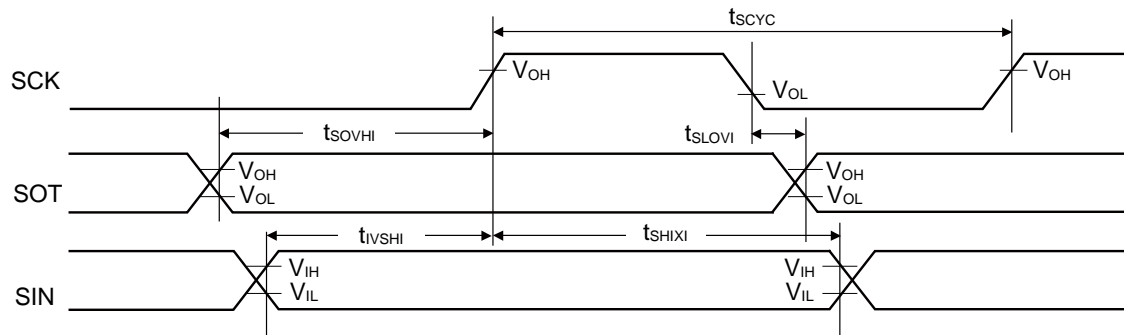 tSCYC
SCK
VOH
VOL
VOH
tSOVHI
tSLOVI
SOT
VOH
VOL
VOH
VOL
tIVSHI
tSHIXI
SIN
VIH
VIL
VIH
VIL